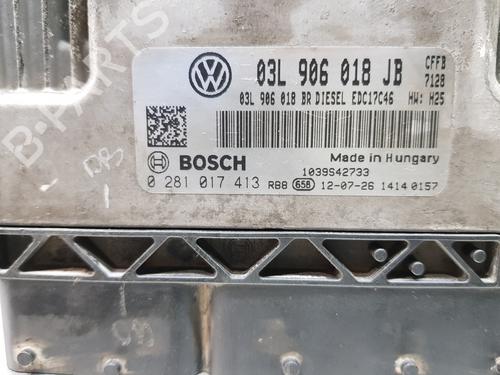 03L 906 018 JB CFFB
7128
03L 906 018 BR DIESEL EDC17C46 HW: H25
BOSCH Made in Hungary
1039S42733
0 281 017 413 RBB 658 12-07-26 1414 0157
B-PARTS